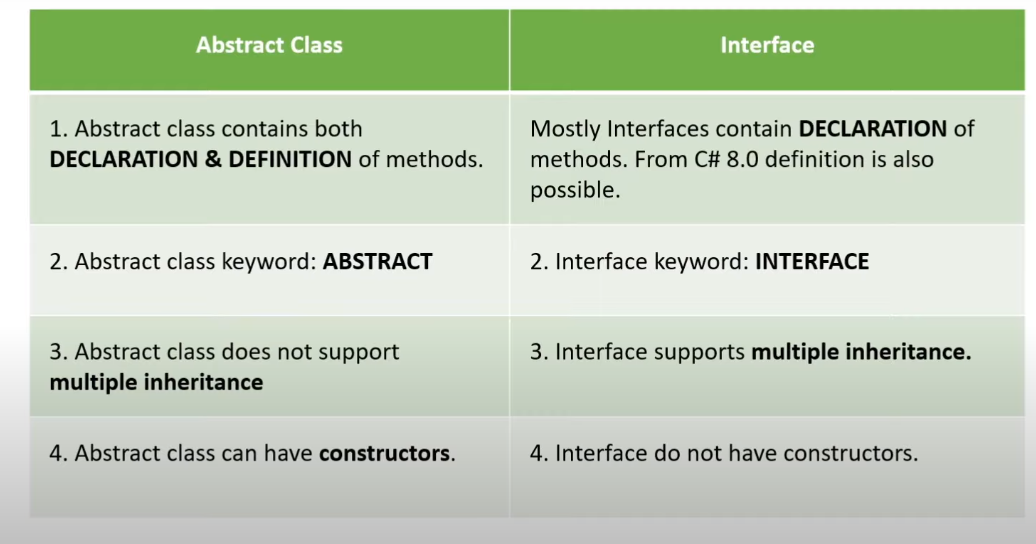 Abstract Class
Interface
1. Abstract class contains both
DECLARATION & DEFINITION of methods.
Mostly Interfaces contain DECLARATION of
methods. From C# 8.0 definition is also
possible.
2. Abstract class keyword: ABSTRACT
2. Interface keyword: INTERFACE
3. Abstract class does not support
multiple inheritance
3. Interface supports multiple inheritance.
4. Abstract class can have constructors.
4. Interface do not have constructors.